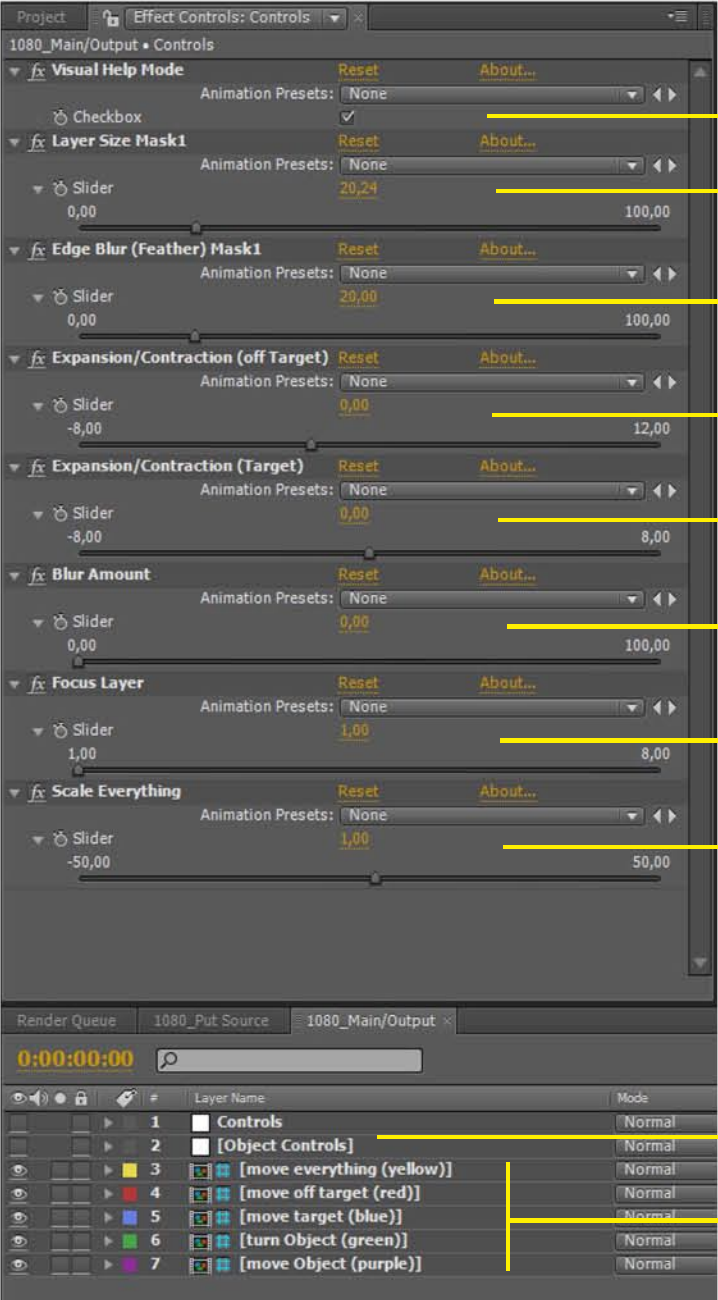 Project Effect Controls: Controls
1080_Main/Output • Controls
fx Visual Help Mode Reset About...
Animation Presets: None
Checkbox
fx Layer Size Mask1 Reset About...
Animation Presets: None
Slider 20,24
0,00 100,00
fx Edge Blur (Feather) Mask1 Reset About...
Animation Presets: None
Slider 20,00
0,00 100,00
fx Expansion/Contraction (off Target) Reset About...
Animation Presets: None
Slider 0,00
-8,00 12,00
fx Expansion/Contraction (Target) Reset About...
Animation Presets: None
Slider 0,00
-8,00 8,00
fx Blur Amount Reset About...
Animation Presets: None
Slider 0,00
0,00 100,00
fx Focus Layer Reset About...
Animation Presets: None
Slider 1,00
1,00 8,00
fx Scale Everything Reset About...
Animation Presets: None
Slider 1,00
-50,00 50,00
Render Queue 1080_Put Source 1080_Main/Output
0:00:00:00
# Layer Name Mode
1 Controls Normal
2 [Object Controls] Normal
3 [move everything (yellow)] Normal
4 [move off target (red)] Normal
5 [move target (blue)] Normal
6 [turn Object (green)] Normal
7 [move Object (purple)] Normal